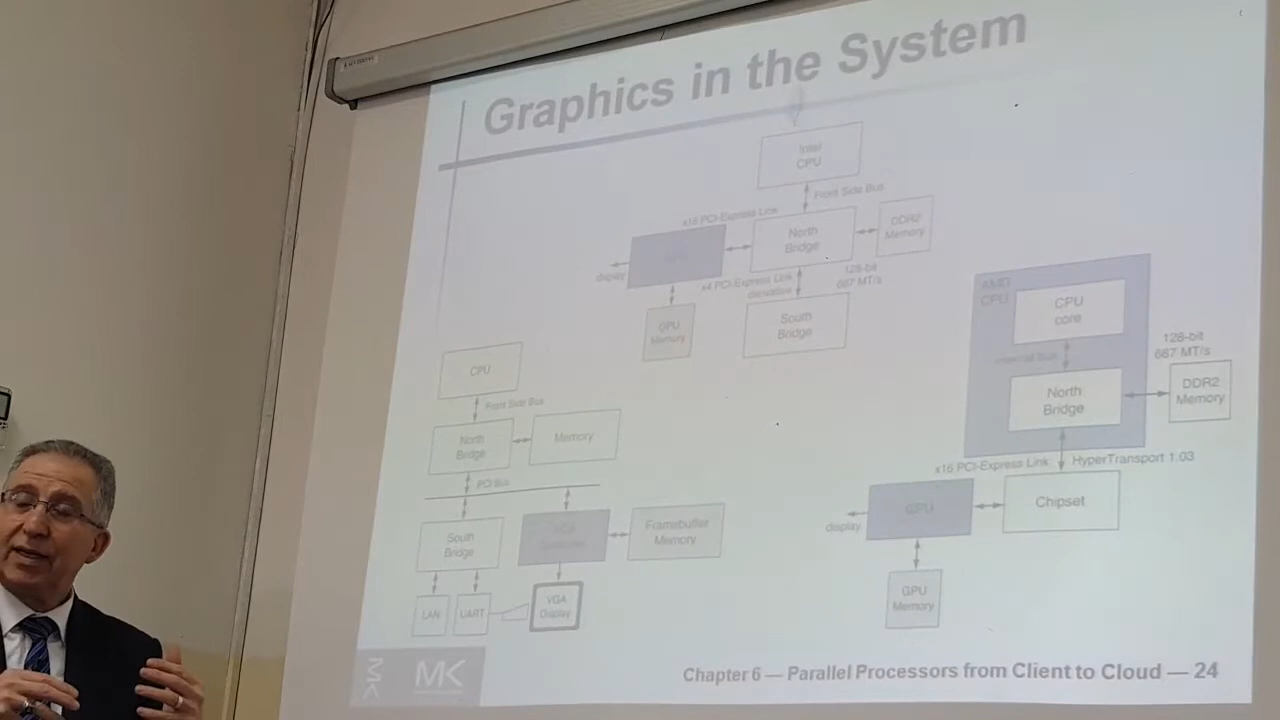 Graphics in the System
Intel
CPU
Front Side Bus
x16 PCI-Express Link
North
Bridge
DDR2
Memory
display
x4 PCI-Express Link
derivative
128-bit
667 MT/s
GPU
Memory
South
Bridge
CPU
Front Side Bus
North
Bridge
Memory
PCI Bus
South
Bridge
Framebuffer
Memory
LAN
UART
VGA
Display
AMD
CPU
CPU
core
internal bus
128-bit
667 MT/s
North
Bridge
DDR2
Memory
x16 PCI-Express Link
HyperTransport 1.03
GPU
Chipset
display
GPU
Memory
MK
Chapter 6 — Parallel Processors from Client to Cloud — 24